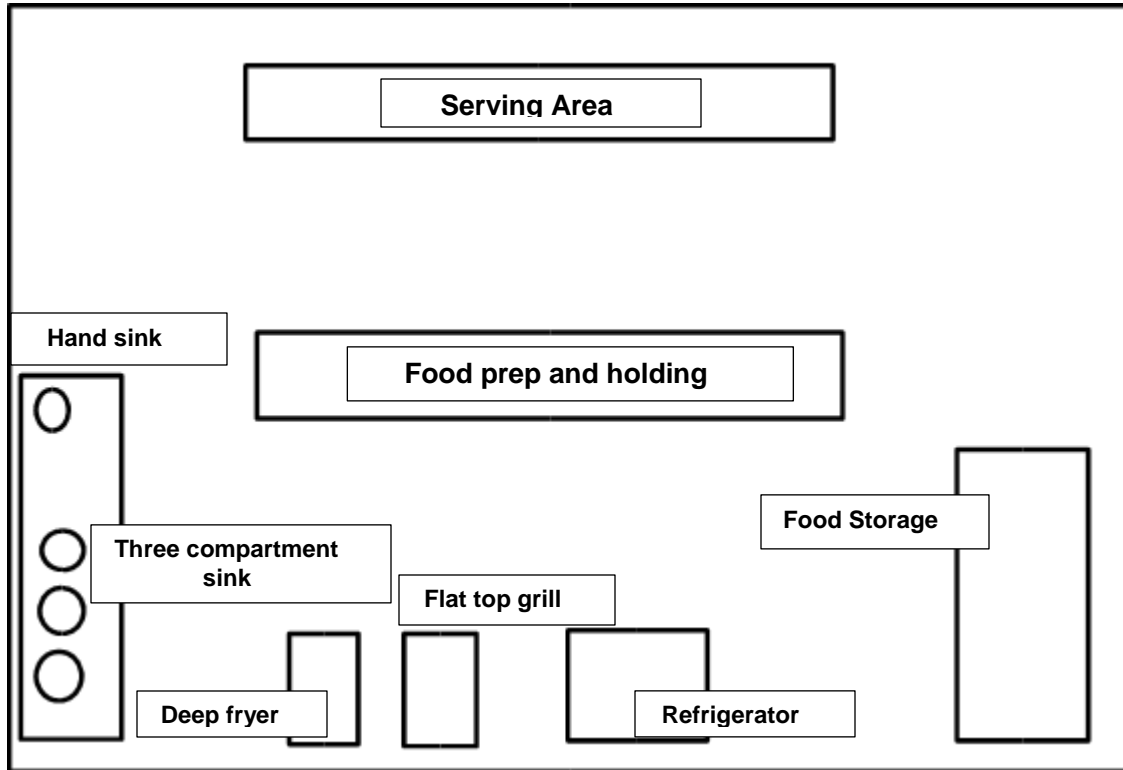 Serving Area
Hand sink
Food prep and holding
Food Storage
Three compartment
sink
Flat top grill
Deep fryer
Refrigerator